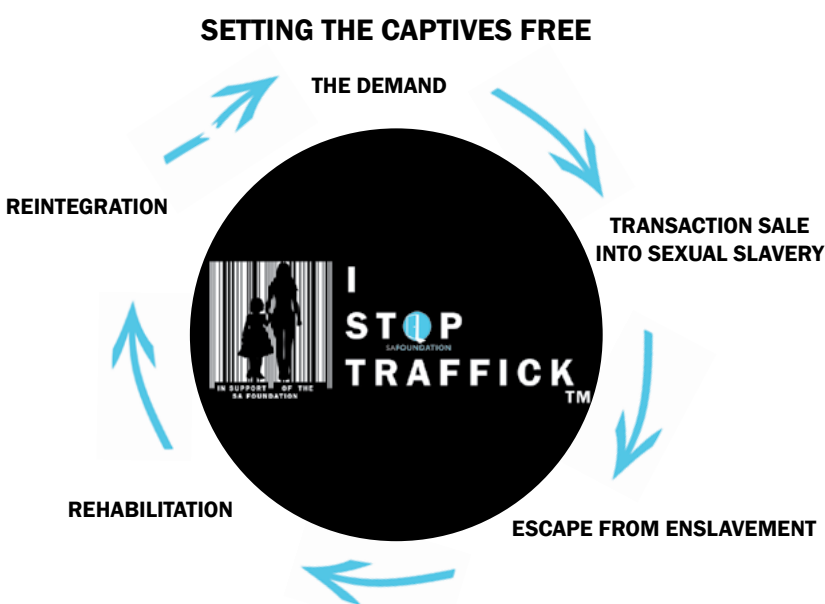 SETTING THE CAPTIVES FREE
THE DEMAND
TRANSACTION SALE
INTO SEXUAL SLAVERY
ESCAPE FROM ENSLAVEMENT
REHABILITATION
REINTEGRATION
I
STOP
SAFOUNDATION
TRAFFICK
TM
IN SUPPORT OF THE
SA FOUNDATION